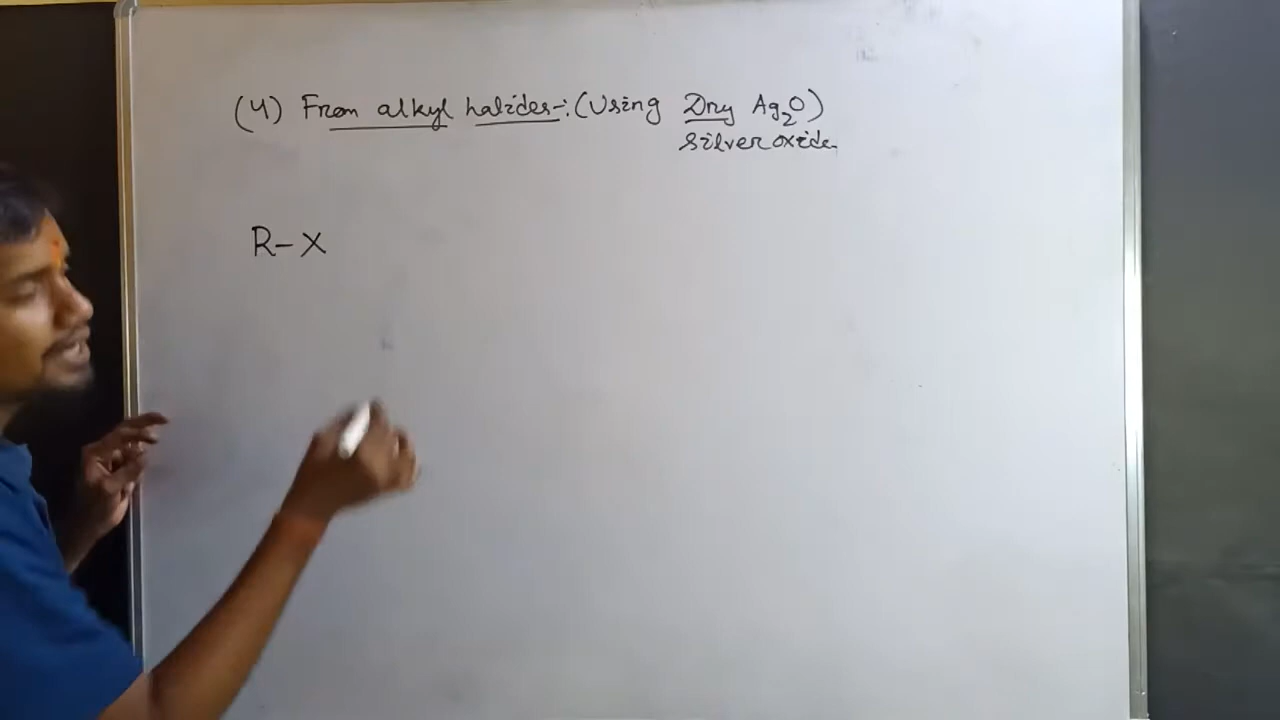 (4) From alkyl halides-:(Using Dry Ag₂O)
silver oxide
R-X